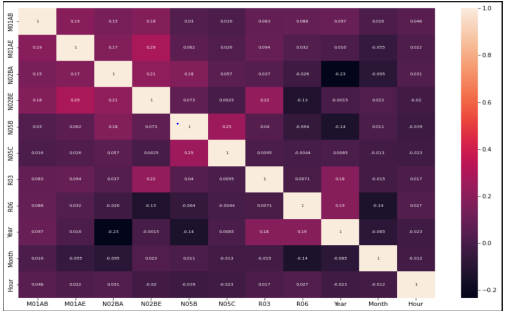 M01AB 1 0.19 0.15 0.18 0.03 0.016 0.083 0.088 0.097 0.016 0.046
M01AE 0.19 1 0.17 0.29 0.082 0.026 0.094 0.032 0.016 -0.055 0.022
N02BA 0.15 0.17 1 0.21 0.18 0.057 0.037 -0.026 -0.23 -0.095 0.031
N02BE 0.18 0.29 0.21 1 0.073 0.0023 0.22 -0.13 -0.0015 0.023 -0.02
N05B 0.03 0.082 0.18 0.073 1 0.25 0.04 -0.064 -0.14 -0.011 -0.039
N05C 0.016 0.026 0.057 0.0023 0.25 1 0.0095 -0.0044 0.0085 -0.013 -0.023
R03 0.083 0.094 0.037 0.22 0.04 0.0095 1 0.0071 0.18 -0.015 0.017
R06 0.088 0.032 -0.026 -0.13 -0.064 -0.0044 0.0071 1 0.19 -0.14 0.027
Year 0.097 0.016 -0.23 -0.0015 -0.14 0.0085 0.18 0.19 1 -0.085 -0.023
Month 0.016 -0.055 -0.095 0.023 -0.011 -0.013 -0.015 -0.14 -0.085 1 -0.012
Hour 0.046 0.022 0.031 -0.02 -0.039 -0.023 0.017 0.027 -0.023 -0.012 1
M01AB M01AE N02BA N02BE N05B N05C R03 R06 Year Month Hour
1.0
0.8
0.6
0.4
0.2
0.0
-0.2